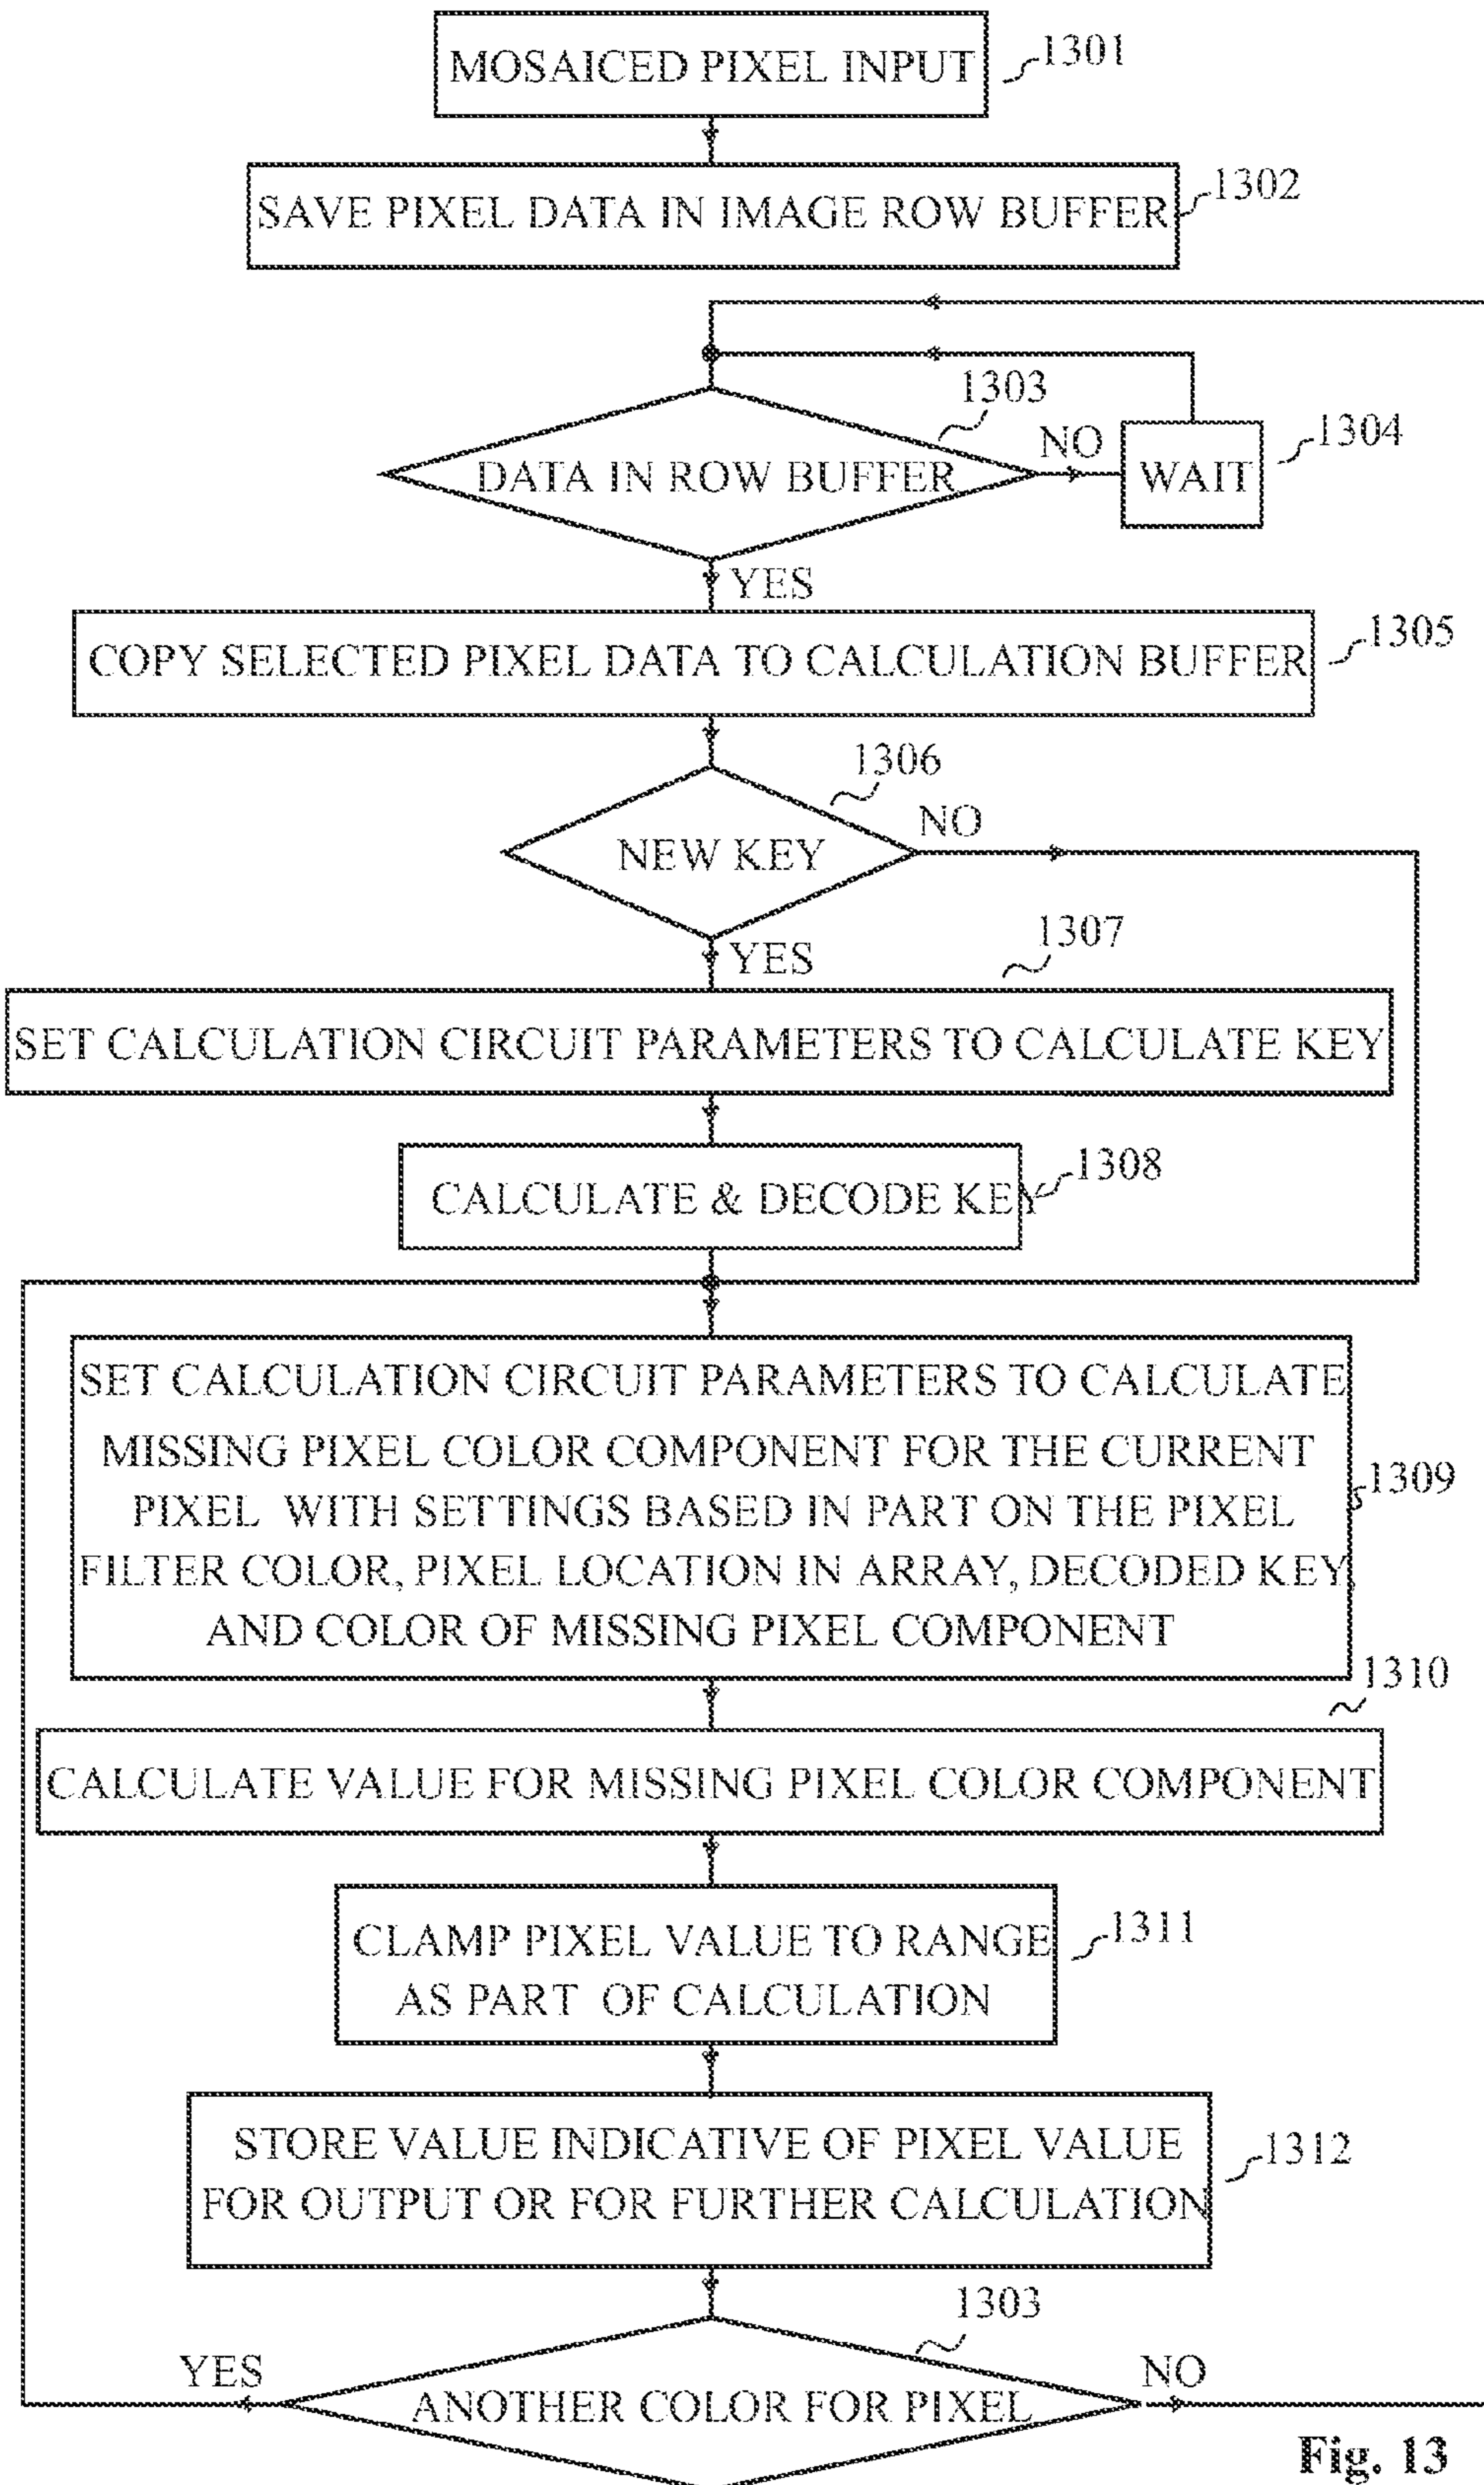 MOSAICED PIXEL INPUT
1301
SAVE PIXEL DATA IN IMAGE ROW BUFFER
1302
1303
DATA IN ROW BUFFER
NO
WAIT
1304
YES
COPY SELECTED PIXEL DATA TO CALCULATION BUFFER
1305
1306
NEW KEY
NO
YES
1307
SET CALCULATION CIRCUIT PARAMETERS TO CALCULATE KEY
CALCULATE & DECODE KEY
1308
SET CALCULATION CIRCUIT PARAMETERS TO CALCULATE
MISSING PIXEL COLOR COMPONENT FOR THE CURRENT
PIXEL WITH SETTINGS BASED IN PART ON THE PIXEL
FILTER COLOR, PIXEL LOCATION IN ARRAY, DECODED KEY,
AND COLOR OF MISSING PIXEL COMPONENT
1309
1310
CALCULATE VALUE FOR MISSING PIXEL COLOR COMPONENT
CLAMP PIXEL VALUE TO RANGE
AS PART OF CALCULATION
1311
STORE VALUE INDICATIVE OF PIXEL VALUE
FOR OUTPUT OR FOR FURTHER CALCULATION
1312
1303
YES
ANOTHER COLOR FOR PIXEL
NO
Fig. 13